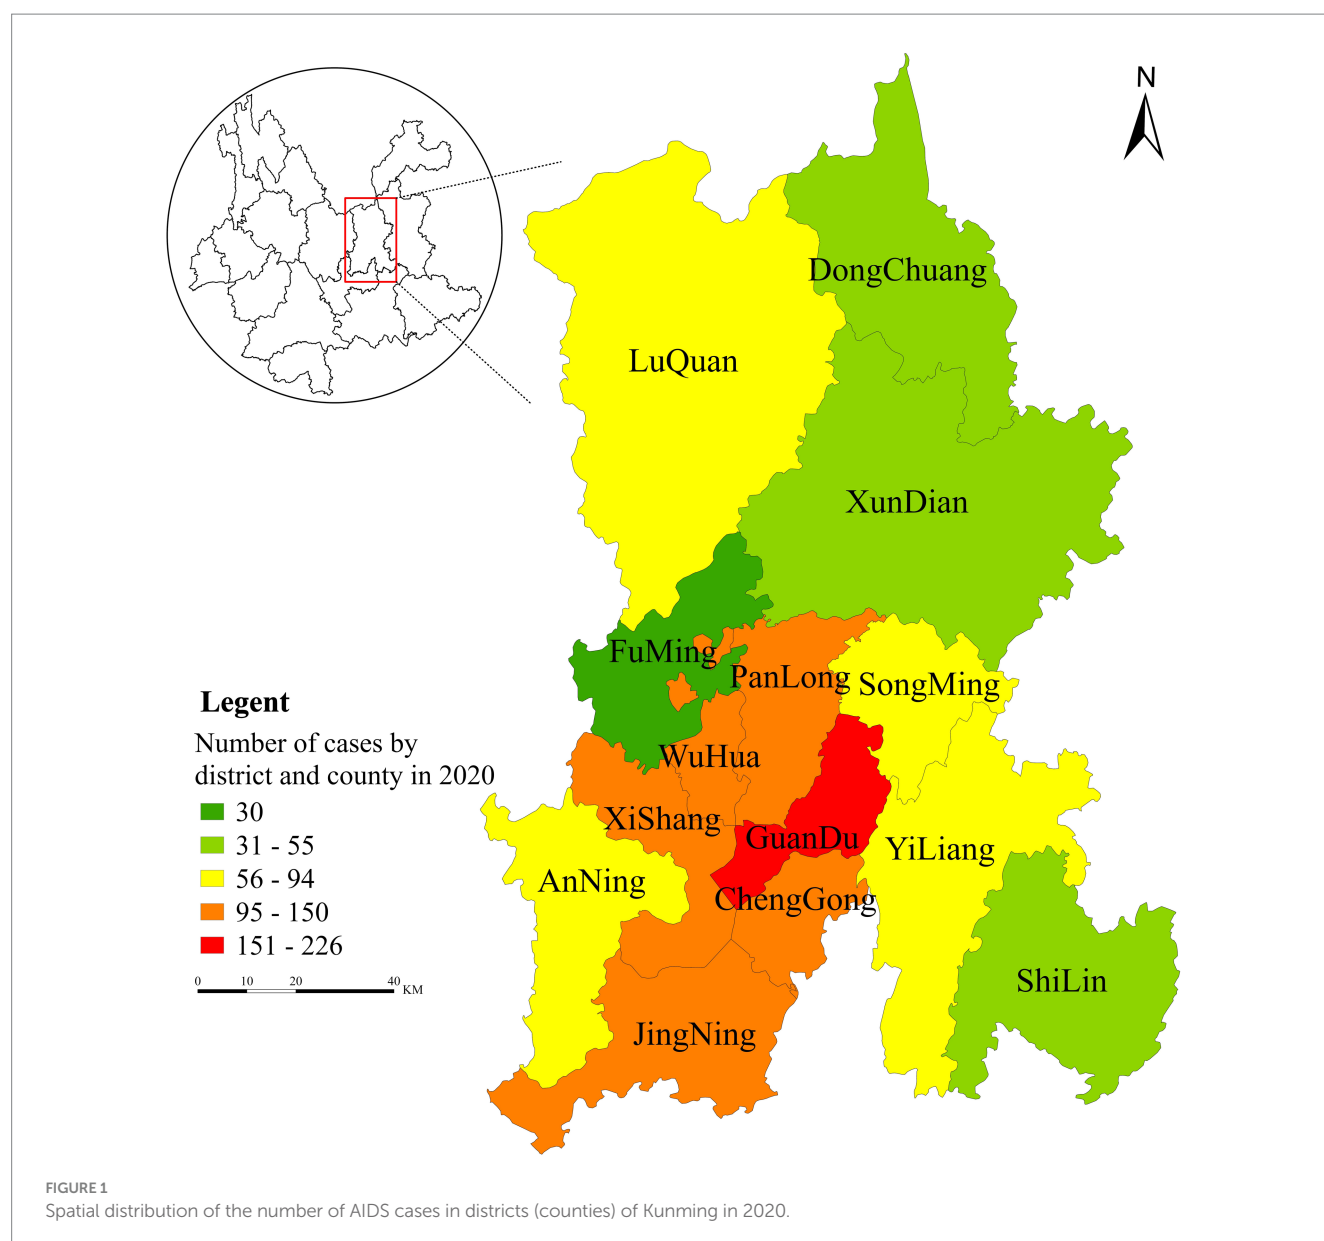 N
DongChuang
LuQuan
XunDian
FuMing
PanLong
SongMing
WuHua
XiShang
GuanDu
YiLiang
AnNing
ChengGong
ShiLin
JingNing
Legent
Number of cases by
district and county in 2020
30
31 - 55
56 - 94
95 - 150
151 - 226
0 10 20 40 KM
FIGURE 1
Spatial distribution of the number of AIDS cases in districts (counties) of Kunming in 2020.